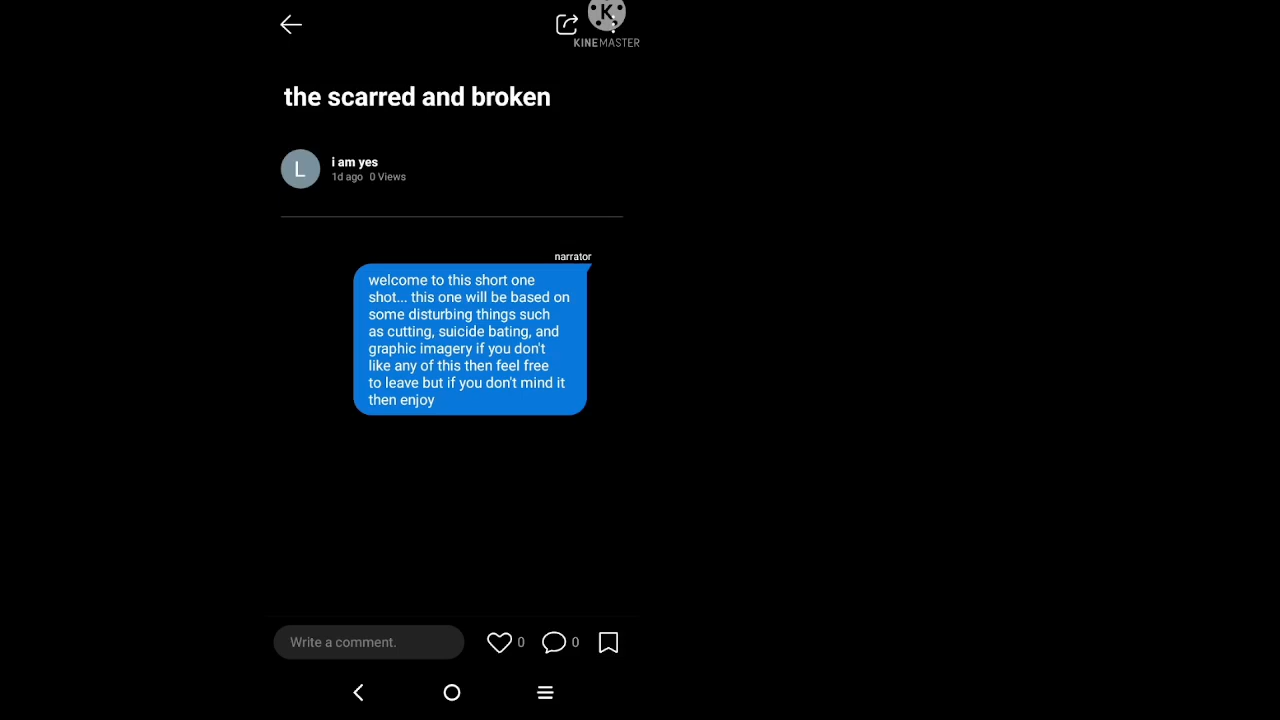 KINEMASTER
the scarred and broken
L
i am yes
1d ago 0 Views
narrator
welcome to this short one
shot... this one will be based on
some disturbing things such
as cutting, suicide bating, and
graphic imagery if you don't
like any of this then feel free
to leave but if you don't mind it
then enjoy
Write a comment.
0
0